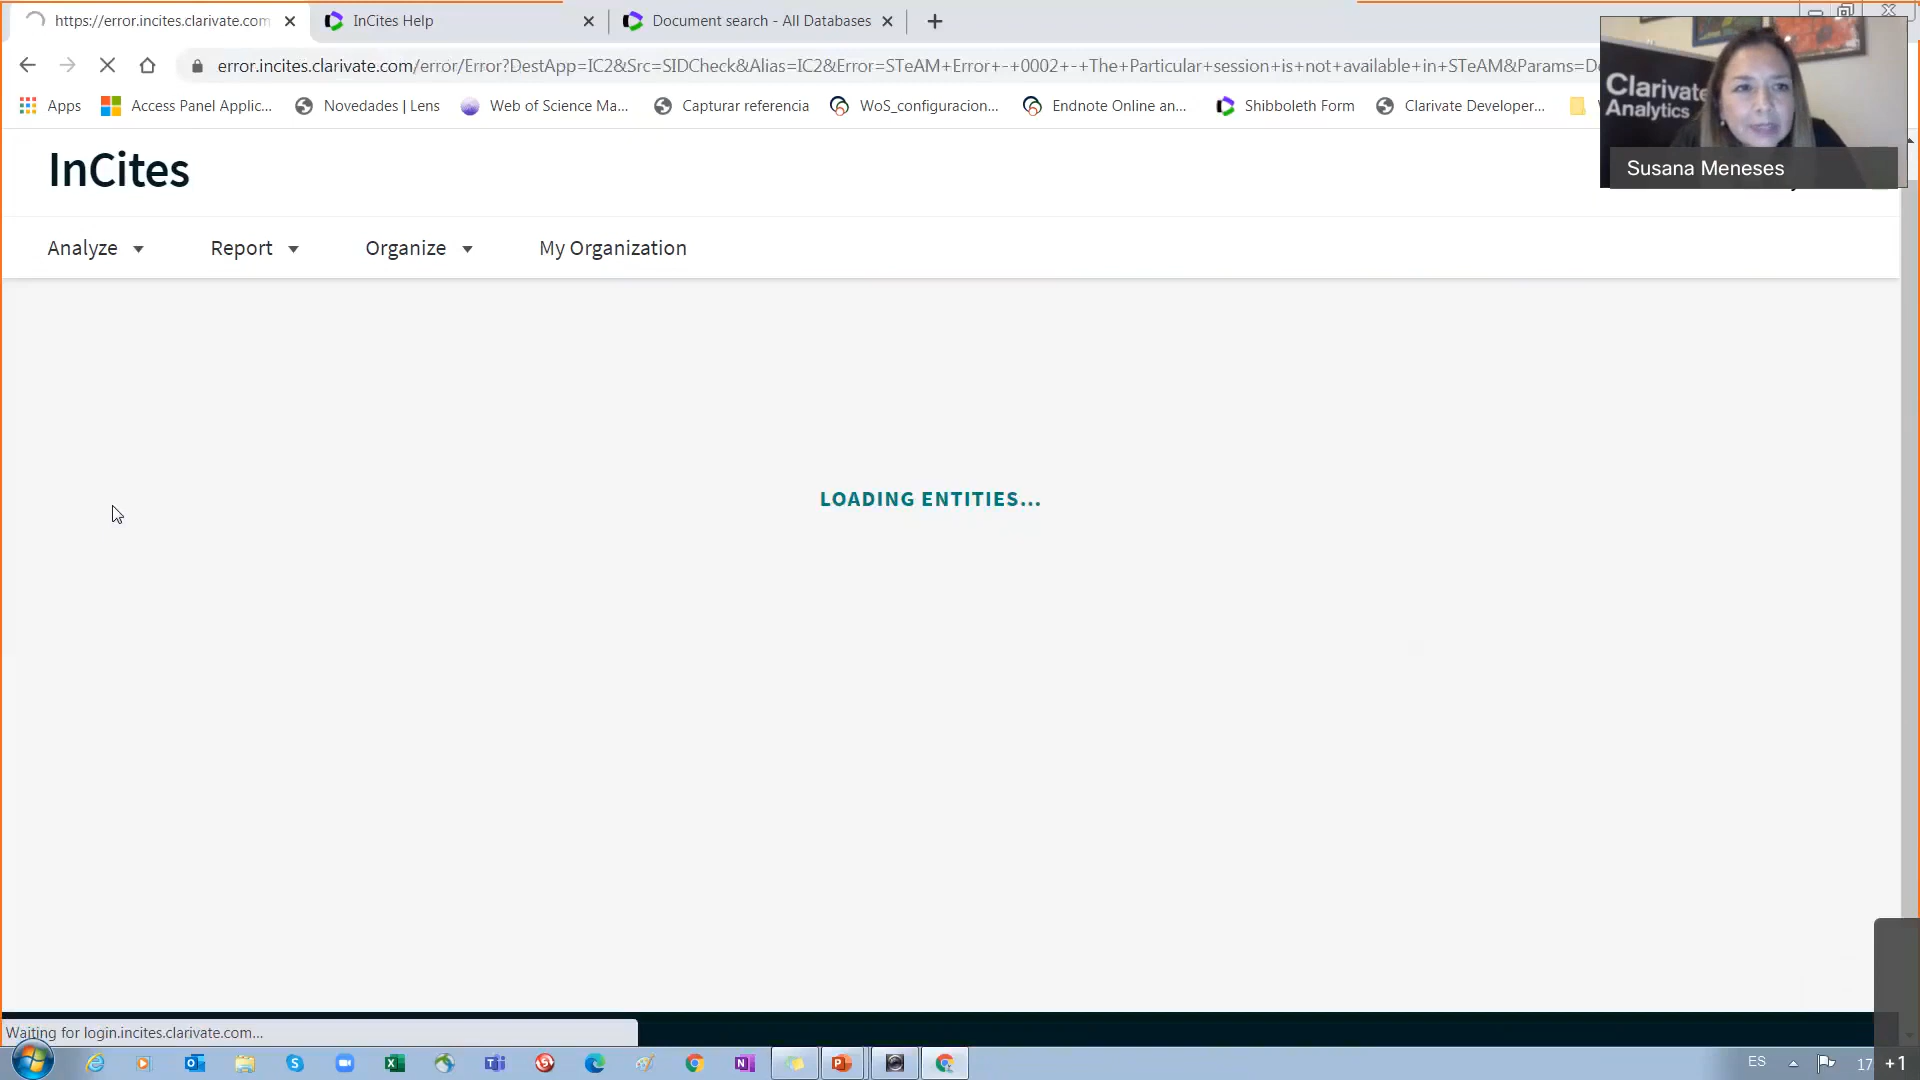 https://error.incites.clarivate.com
InCites Help
Document search - All Databases
error.incites.clarivate.com/error/Error?DestApp=IC2&Src=SIDCheck&Alias=IC2&Error=STeAM+Error+-+0002+-+The+Particular+session+is+not+available+in+STeAM&Params=De
Apps
Access Panel Applic...
Novedades | Lens
Web of Science Ma...
Capturar referencia
WoS_configuracion...
Endnote Online an...
Shibboleth Form
Clarivate Developer...
Clarivate
Analytics
Susana Meneses
InCites
Analyze
Report
Organize
My Organization
LOADING ENTITIES...
Waiting for login.incites.clarivate.com...
ES
17
+1